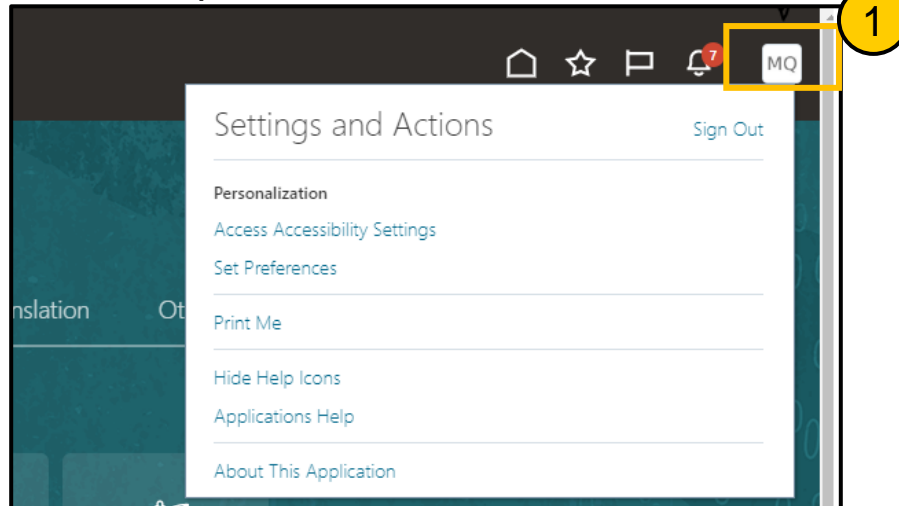 1
7
MQ
Settings and Actions
Sign Out
Personalization
Access Accessibility Settings
Set Preferences
nslation
Ot
Print Me
Hide Help Icons
Applications Help
About This Application